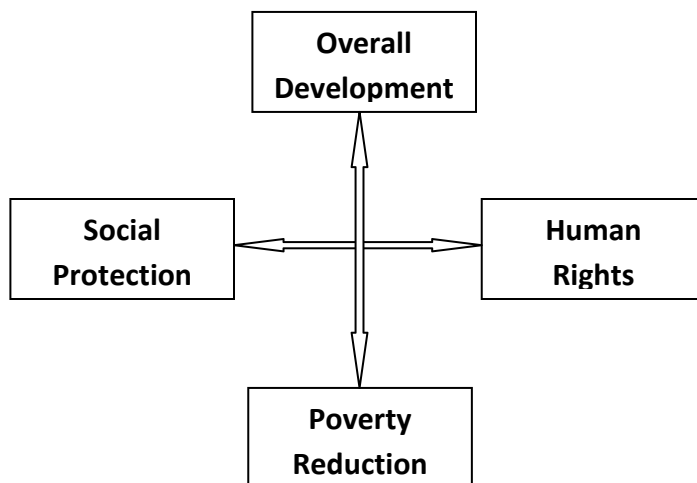 Overall
Development
Social
Protection
Human
Rights
Poverty
Reduction